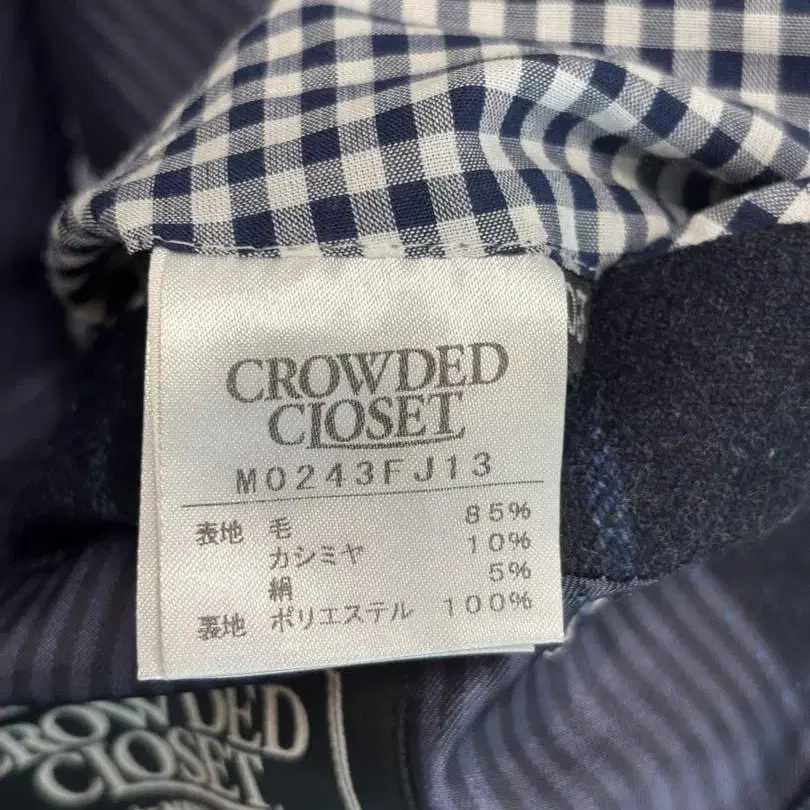 CROWDED
CLOSET
M0243FJ13
表地 毛 85%
カシミヤ 10%
絹 5%
裏地 ポリエステル 100%
CROWDED
CLOSET